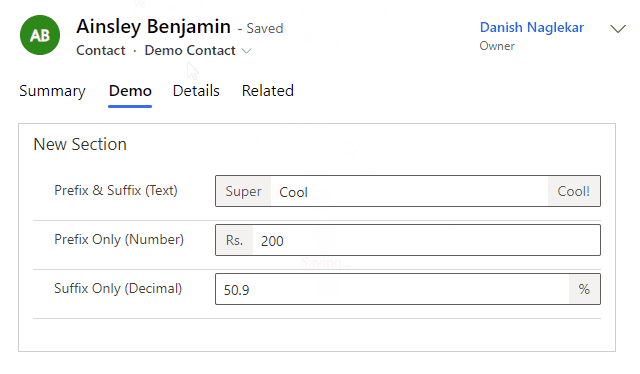 AB
Ainsley Benjamin - Saved
Contact · Demo Contact
Danish Naglekar
Owner
Summary Demo Details Related
New Section
Prefix & Suffix (Text) Super Cool Cool!
Prefix Only (Number) Rs. 200
Saving...
Suffix Only (Decimal) 50.9 %